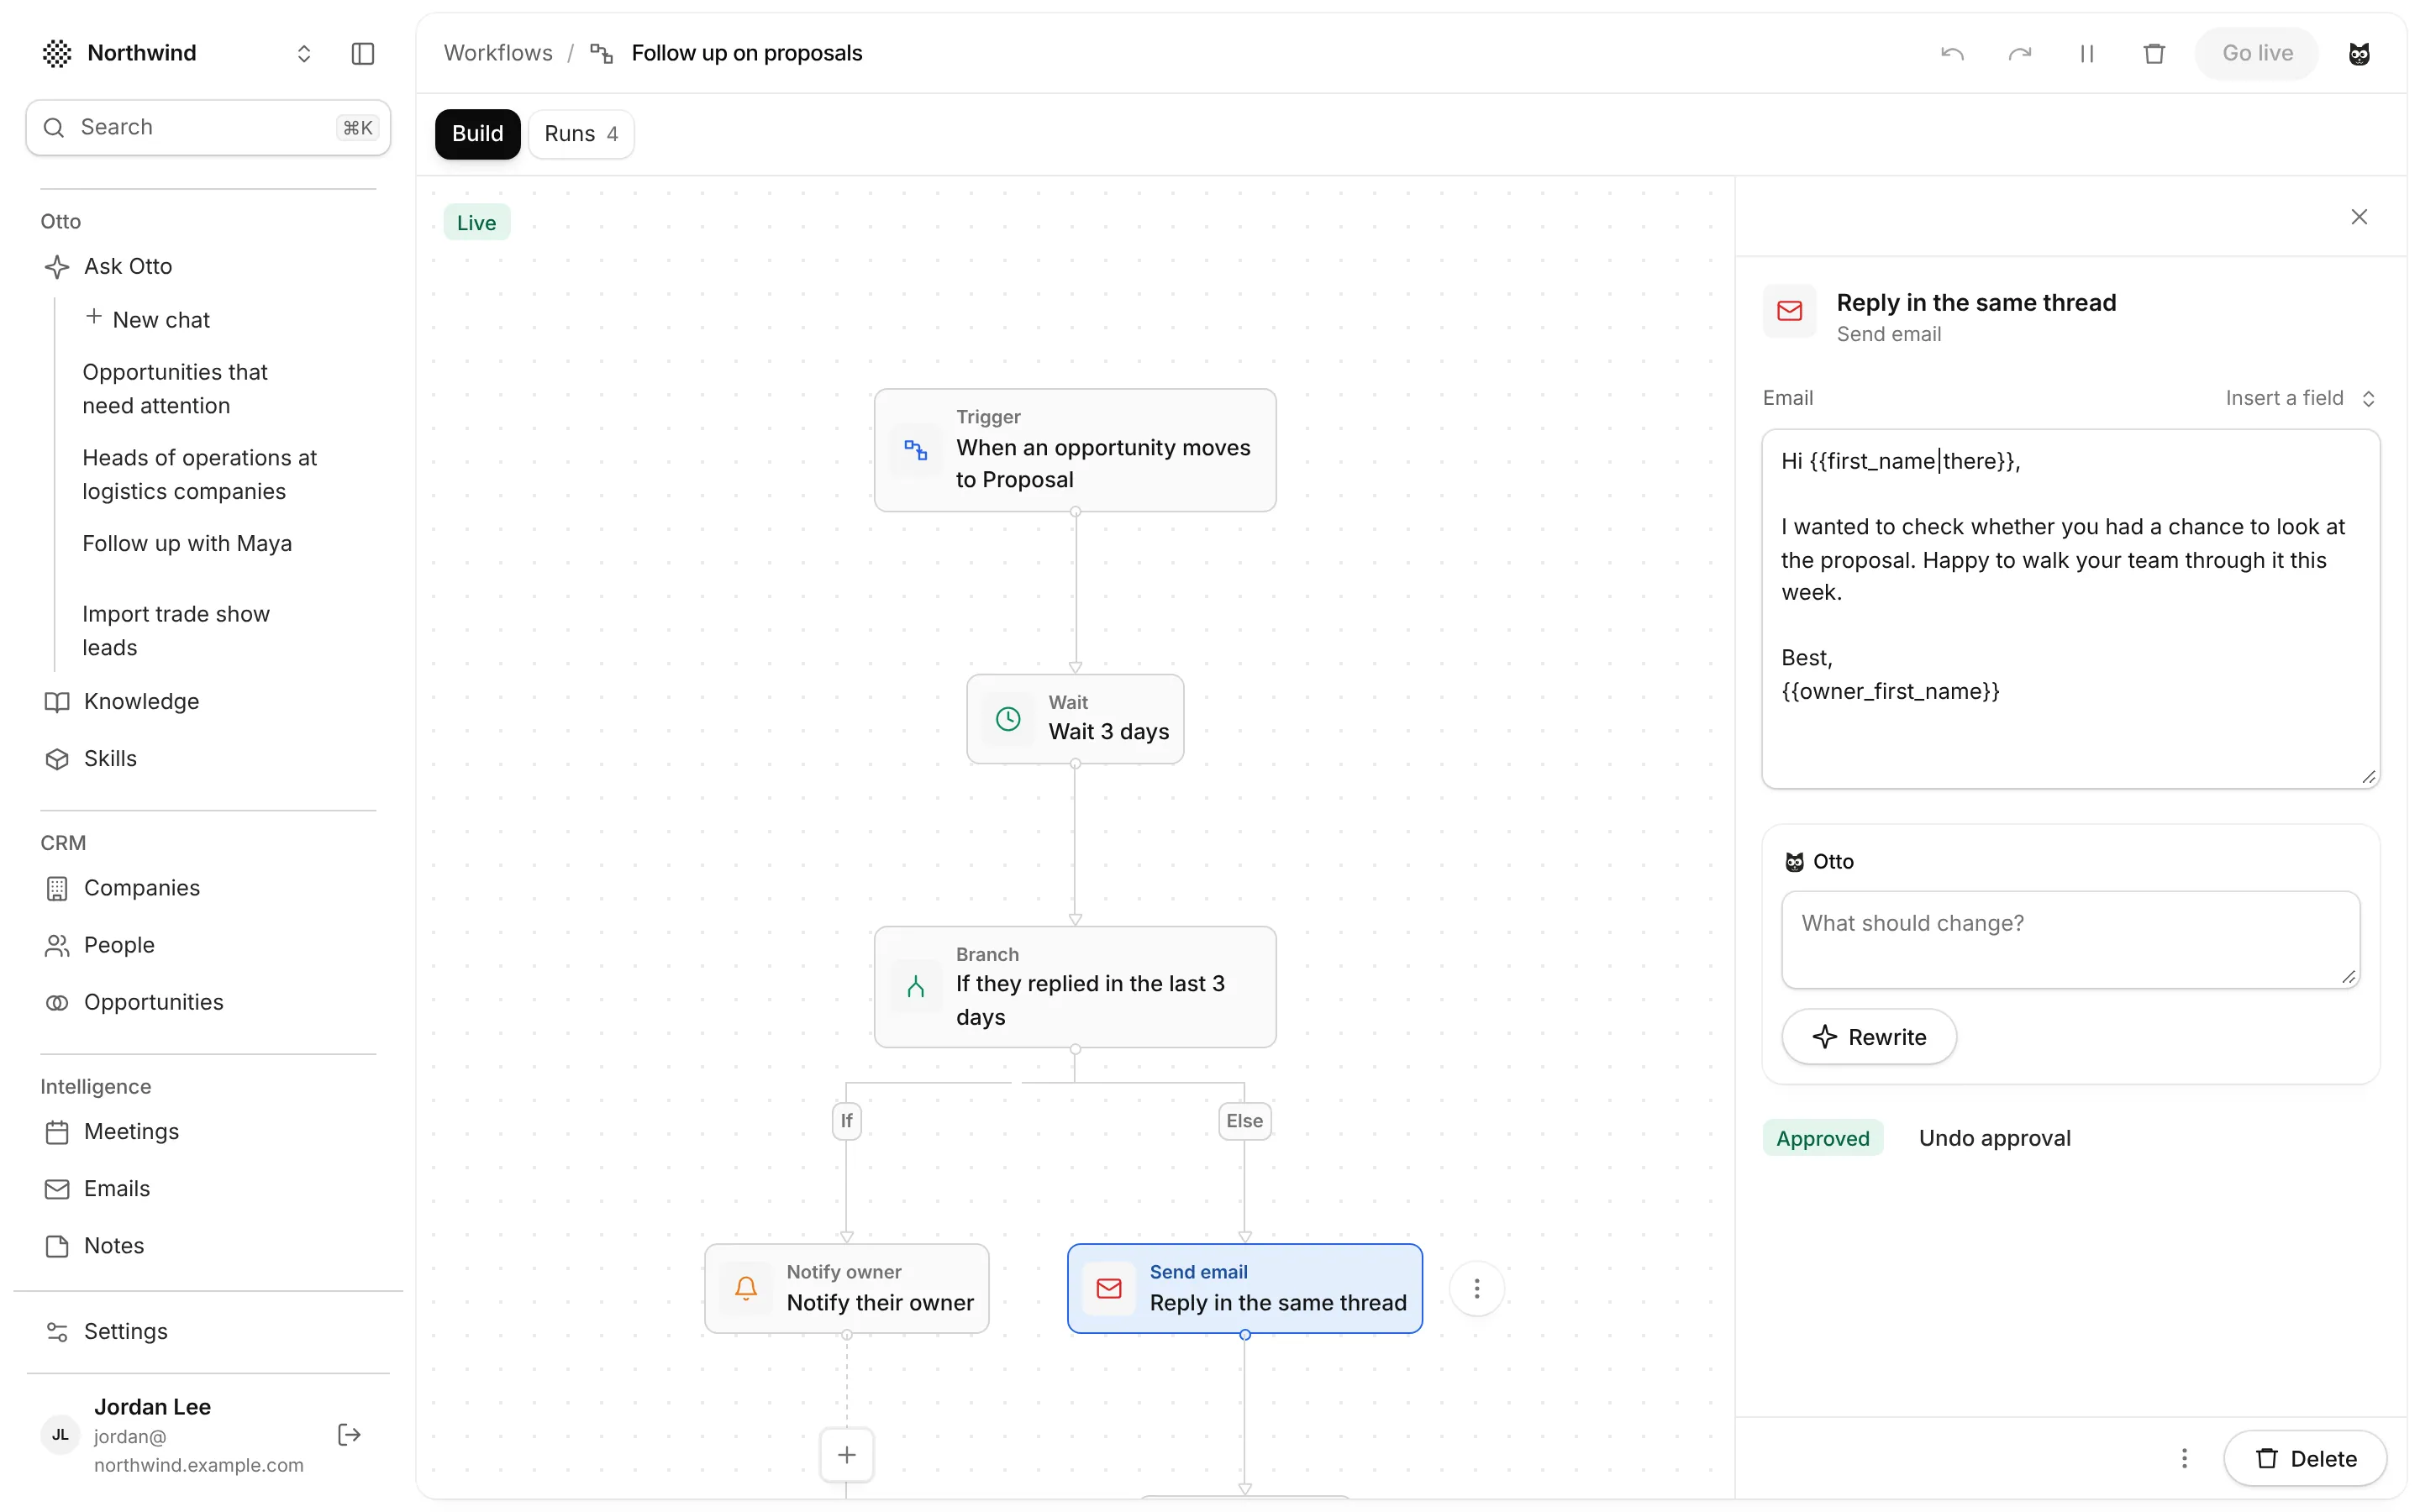 Northwind
Search ⌘K
Otto
Ask Otto
New chat
Opportunities that
need attention
Heads of operations at
logistics companies
Follow up with Maya
Import trade show
leads
Knowledge
Skills
CRM
Companies
People
Opportunities
Intelligence
Meetings
Emails
Notes
Settings
JL
Jordan Lee
jordan@
northwind.example.com
Workflows / Follow up on proposals
Go live
Build
Runs 4
Live
Trigger
When an opportunity moves
to Proposal
Wait
Wait 3 days
Branch
If they replied in the last 3
days
If
Else
Notify owner
Notify their owner
Send email
Reply in the same thread
Reply in the same thread
Send email
Email
Insert a field
Hi {{first_name|there}},
I wanted to check whether you had a chance to look at
the proposal. Happy to walk your team through it this
week.
Best,
{{owner_first_name}}
Otto
What should change?
Rewrite
Approved
Undo approval
Delete